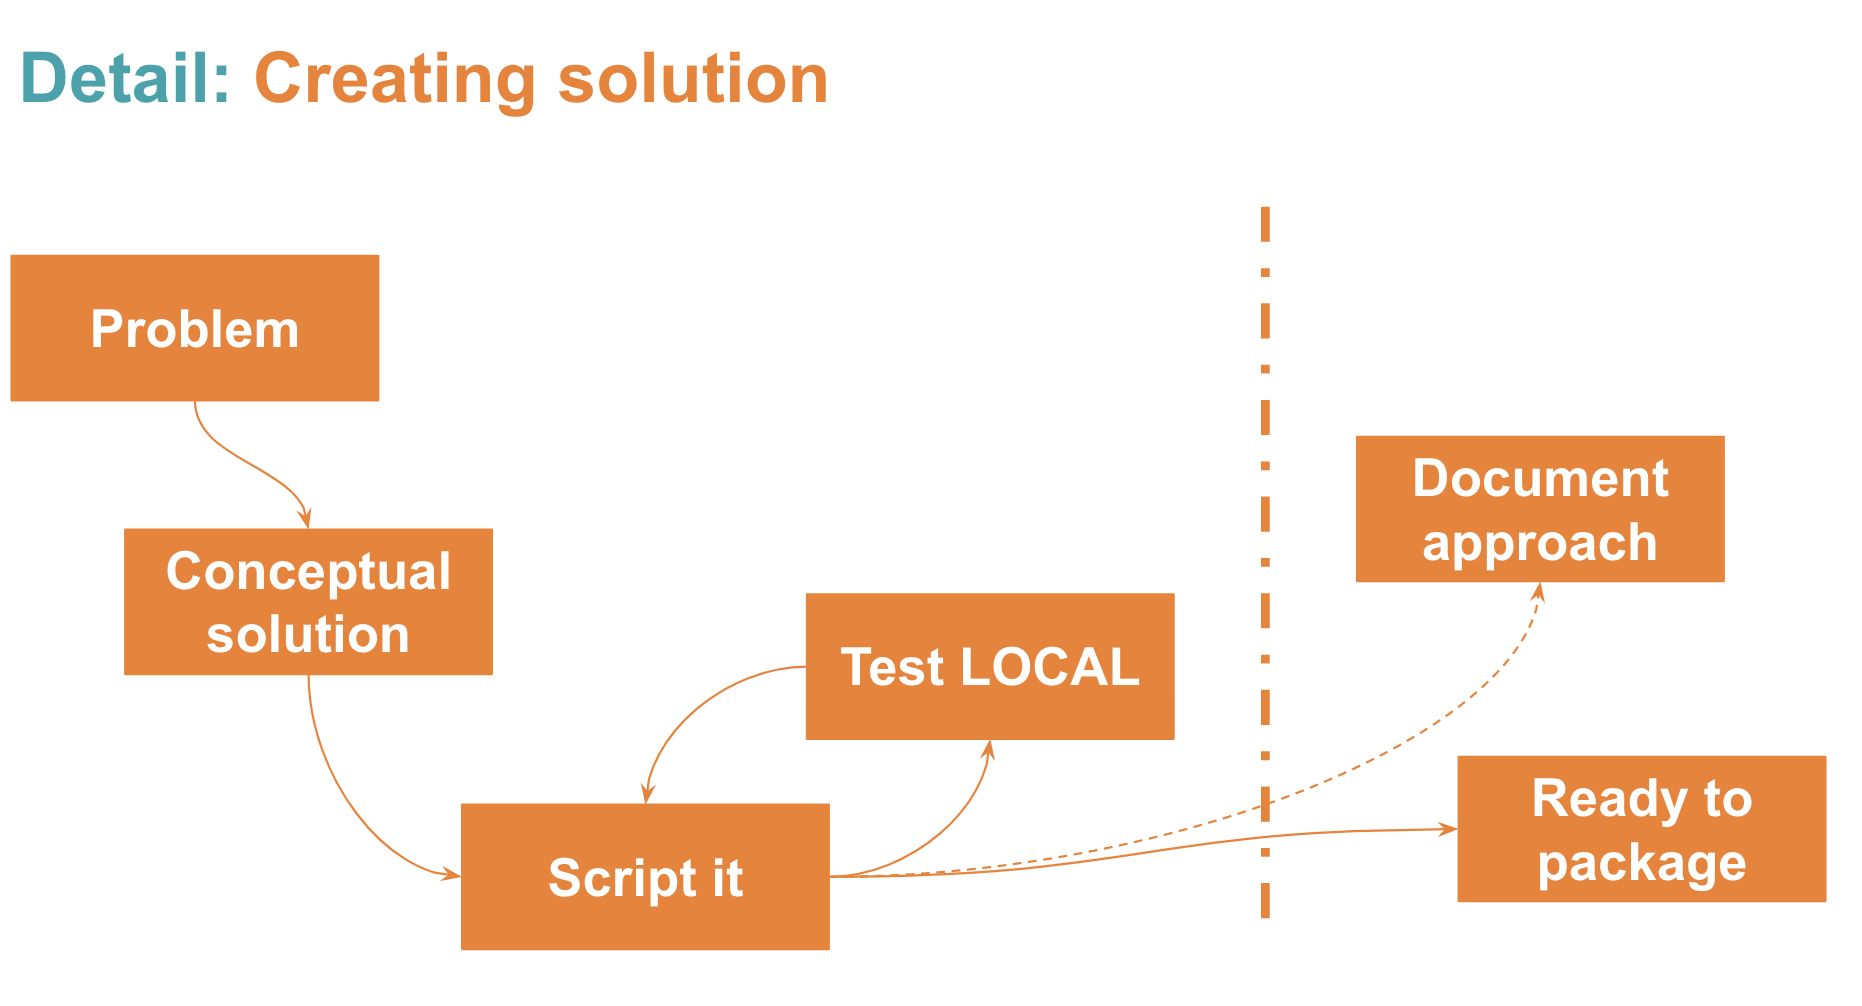 Detail: Creating solution
Problem
Conceptual
solution
Script it
Test LOCAL
Document
approach
Ready to
package